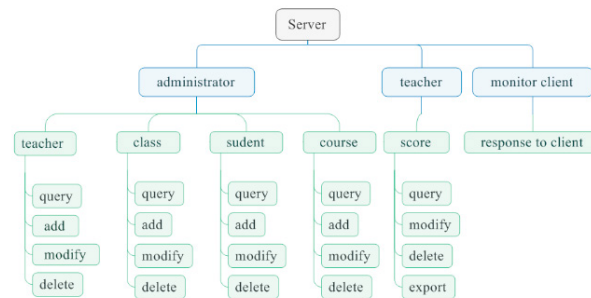 Server
administrator
teacher
monitor client
teacher
class
sudent
course
score
response to client
query
add
modify
delete
query
add
modify
delete
query
add
modify
delete
query
add
modify
delete
query
modify
delete
export